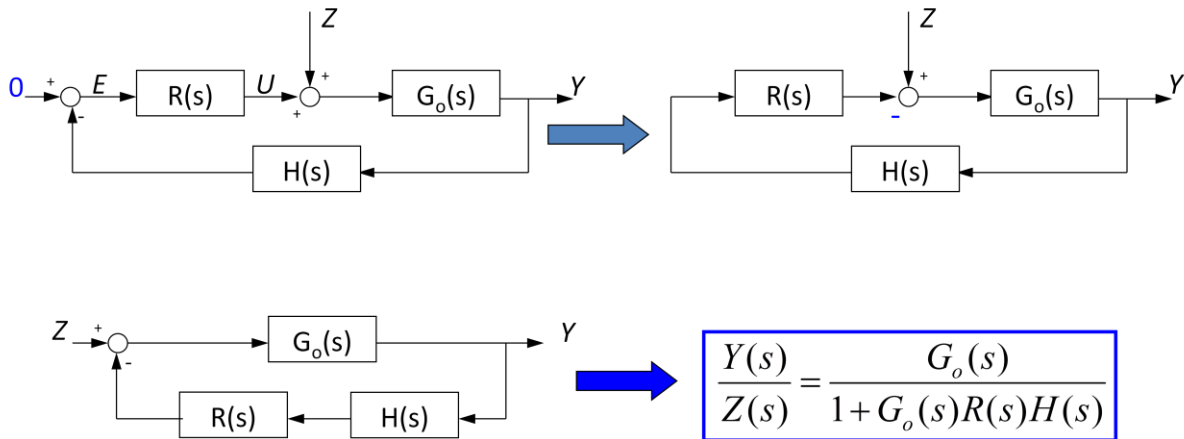 Z Z
0 + E R(s) U + + G₀(s) Y R(s) + G₀(s) Y
- -
H(s) H(s)
Z + G₀(s) Y
-
R(s) H(s)
Y(s)/Z(s) = G₀(s)/(1+G₀(s)R(s)H(s))